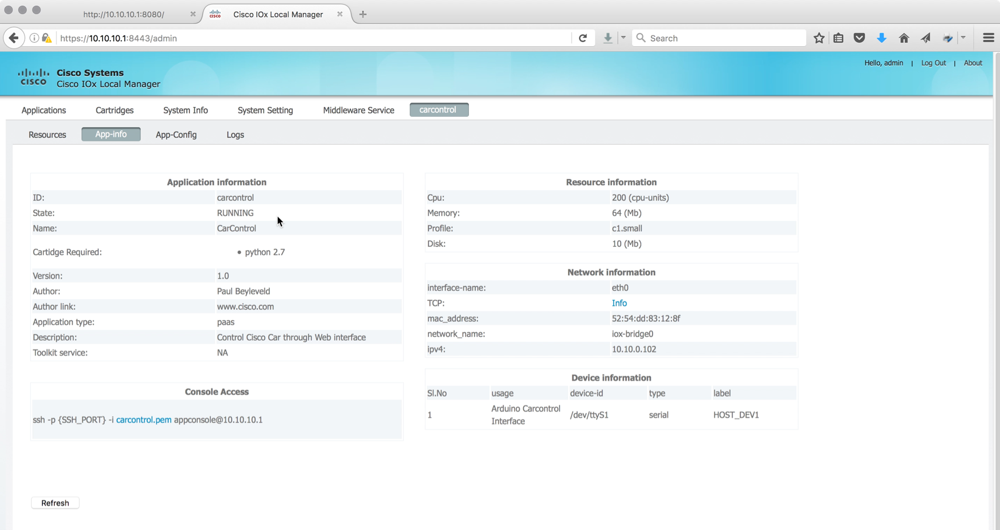 http://10.10.10.1:8080/
Cisco IOx Local Manager
https://10.10.10.1:8443/admin
Search
Hello, admin | Log Out | About
CISCO
Cisco Systems
Cisco IOx Local Manager
Applications Cartridges System Info System Setting Middleware Service carcontrol
Resources App-info App-Config Logs
Application information
ID: carcontrol
State: RUNNING
Name: CarControl
Cartidge Required: • python 2.7
Version: 1.0
Author: Paul Beyleveld
Author link: www.cisco.com
Application type: paas
Description: Control Cisco Car through Web interface
Toolkit service: NA
Console Access
ssh -p {SSH_PORT} -i carcontrol.pem appconsole@10.10.10.1
Refresh
Resource information
Cpu: 200 (cpu-units)
Memory: 64 (Mb)
Profile: c1.small
Disk: 10 (Mb)
Network information
interface-name: eth0
TCP: Info
mac_address: 52:54:dd:83:12:8f
network_name: iox-bridge0
ipv4: 10.10.0.102
Device information
Sl.No usage device-id type label
1 Arduino Carcontrol Interface /dev/ttyS1 serial HOST_DEV1